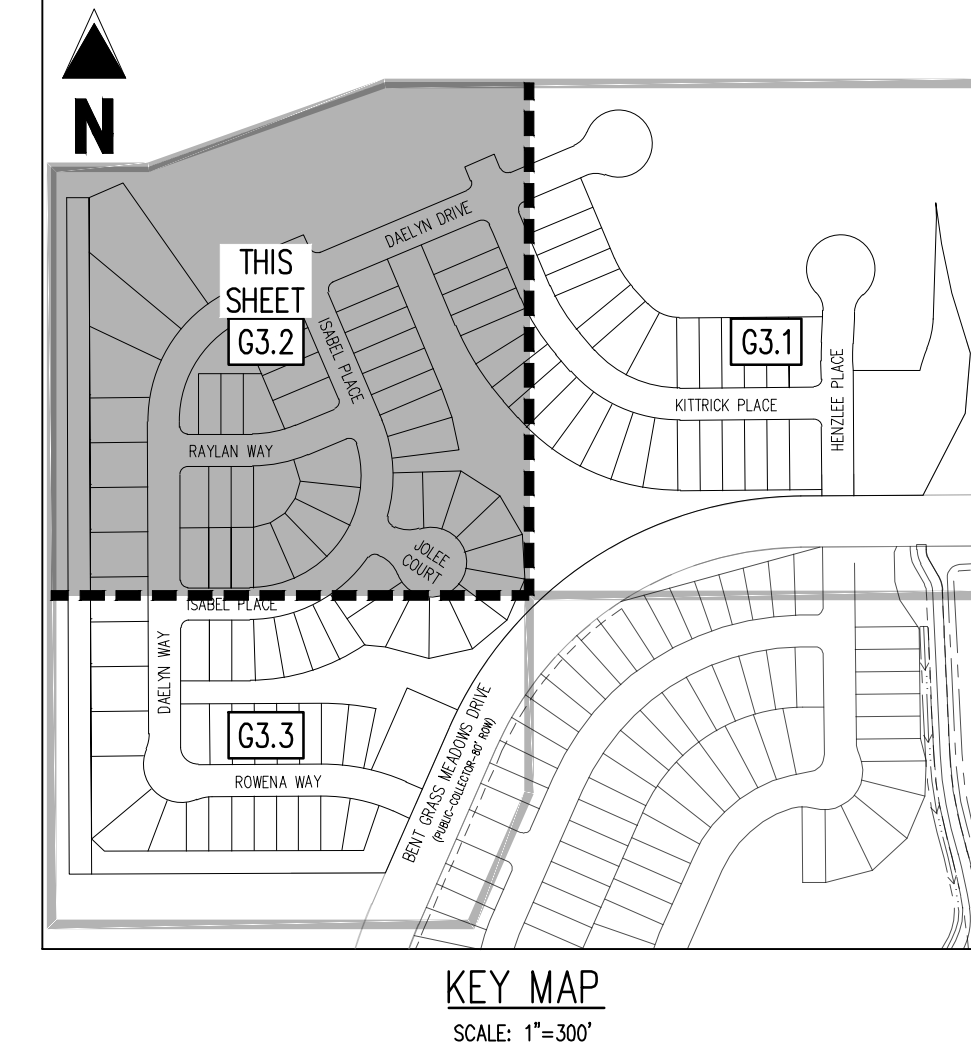 N
DAELYN DRIVE
THIS
SHEET
G3.2
ISABEL PLACE
G3.1
HENZLEE PLACE
KITTRICK PLACE
RAYLAN WAY
JOLEE
COURT
ISABEL PLACE
DAELYN WAY
G3.3
BENT GRASS MEADOWS DRIVE
(PUBLIC-COLLECTOR-80' ROW)
ROWENA WAY
KEY MAP
SCALE: 1"=300'